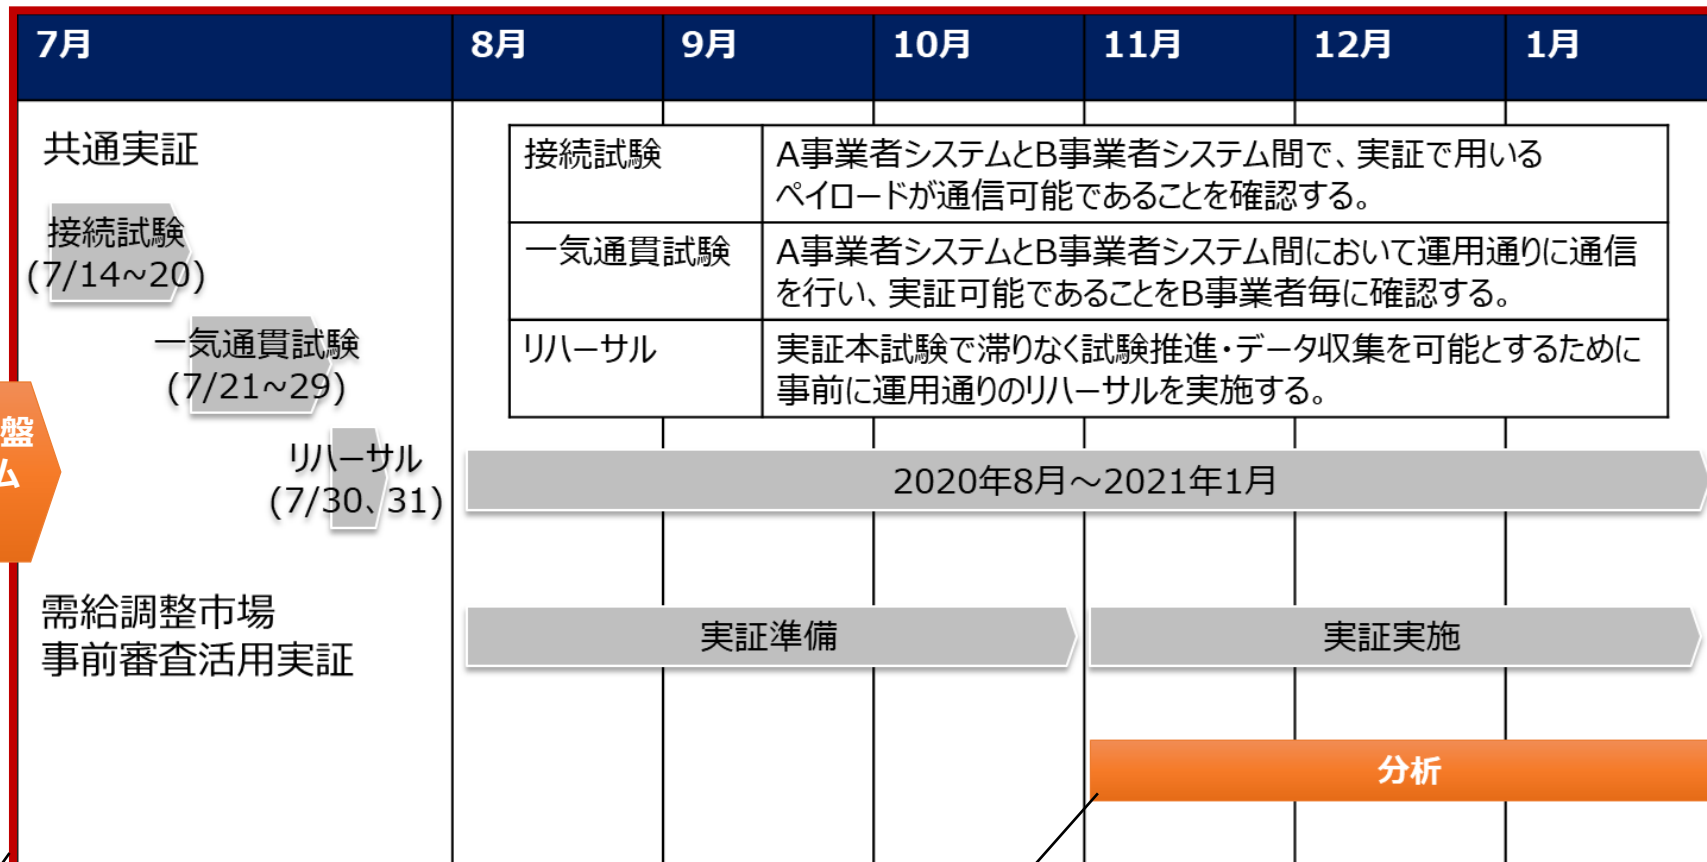 7月
8月
9月
10月
11月
12月
1月
共通実証
接続試験
(7/14~20)
一気通貫試験
(7/21~29)
リハーサル
(7/30、31)
接続試験
A事業者システムとB事業者システム間で、実証で用いる
ペイロードが通信可能であることを確認する。
一気通貫試験
A事業者システムとB事業者システム間において運用通りに通信
を行い、実証可能であることをB事業者毎に確認する。
リハーサル
実証本試験で滞りなく試験推進・データ収集を可能とするために
事前に運用通りのリハーサルを実施する。
盤
ム
2020年8月～2021年1月
需給調整市場
事前審査活用実証
実証準備
実証実施
分析